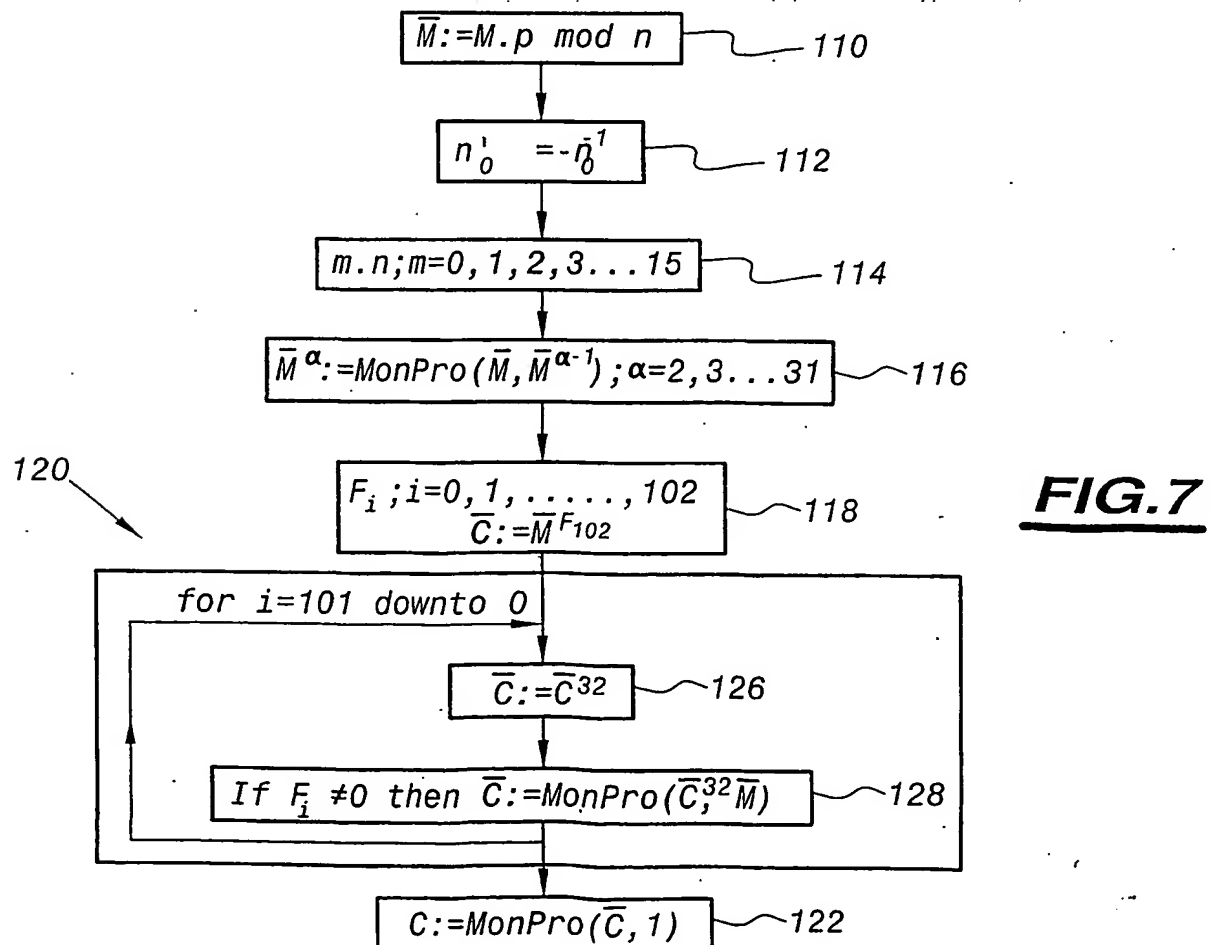 M̅:=M.p mod n
110
n'₀ =-n₀⁻¹
112
m.n;m=0,1,2,3...15
114
M̅ᵅ:=MonPro(M̅,M̅ᵅ⁻¹);α=2,3...31
116
120
Fᵢ;i=0,1,.....,102
C̅:=M̅^F₁₀₂
118
FIG.7
for i=101 downto 0
C̅:=C̅³²
126
If Fᵢ ≠0 then C̅:=MonPro(C̅,³²M̅)
128
C:=MonPro(C̅,1)
122